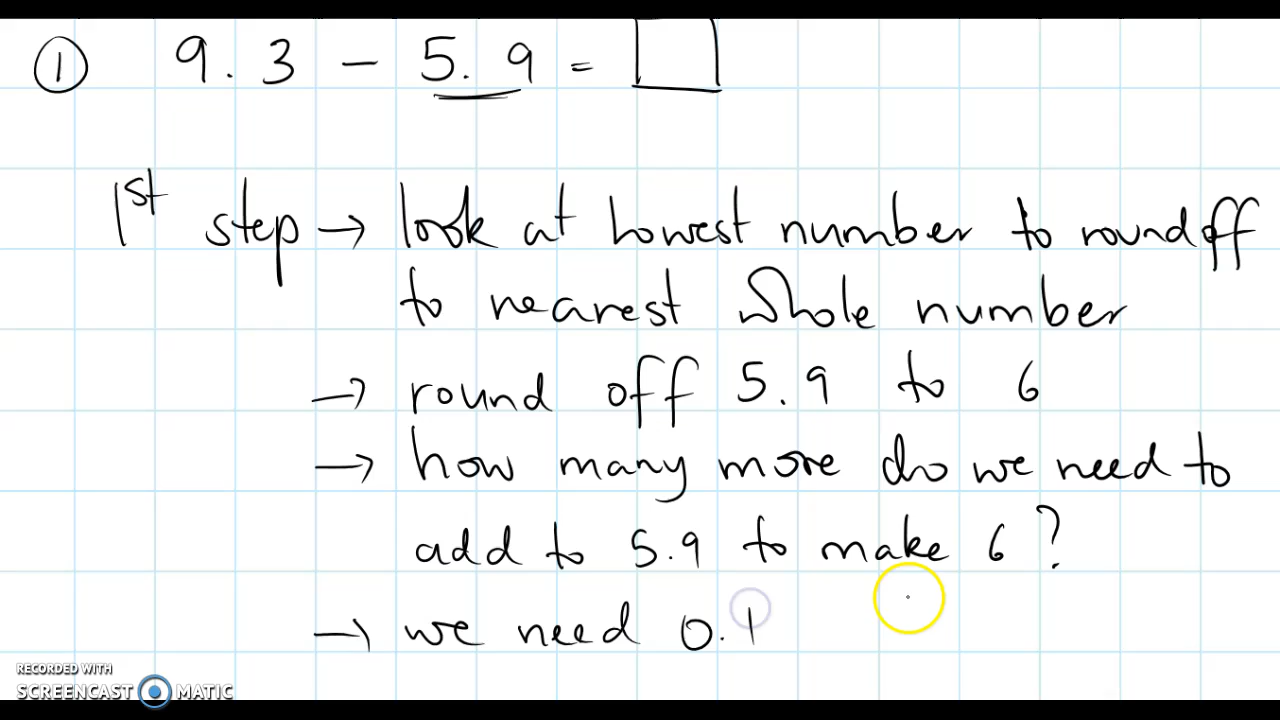 ① 9.3 - 5.9 = □
1st step → look at lowest number to round off
to nearest whole number
→ round off 5.9 to 6
→ how many more do we need to
add to 5.9 to make 6?
→ we need 0.1
RECORDED WITH
SCREENCAST MATIC